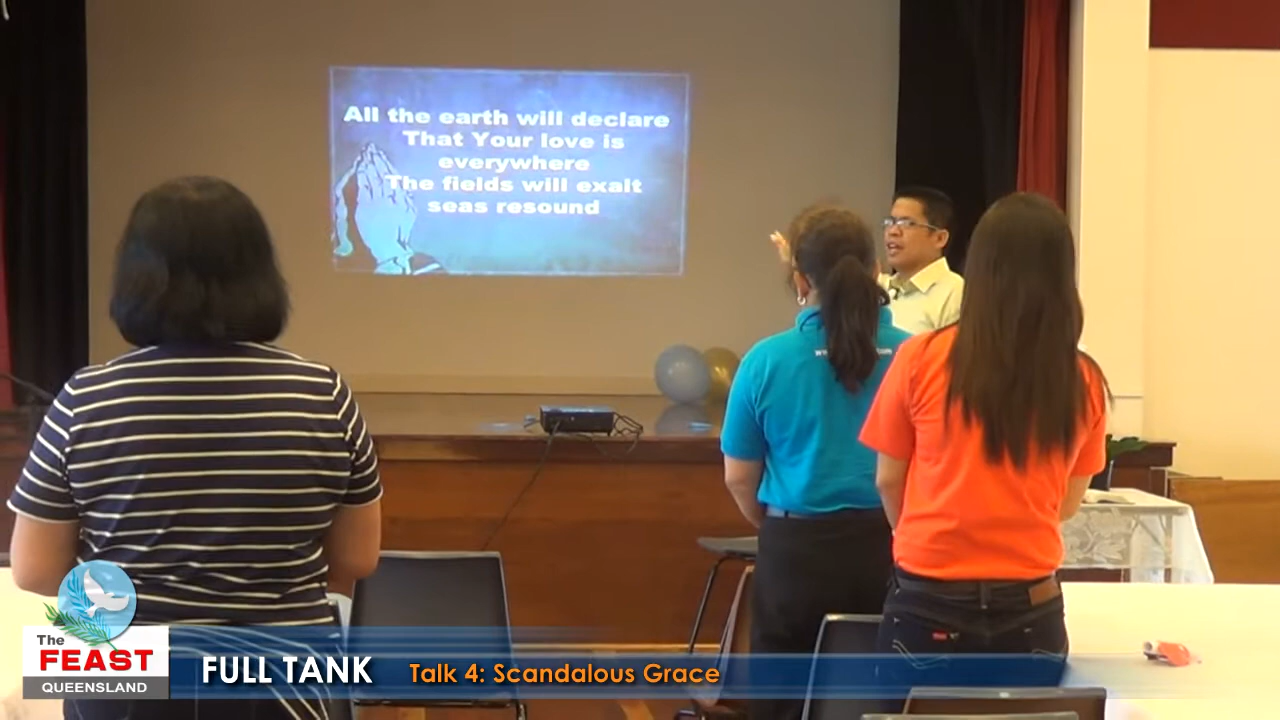 All the earth will declare
That Your love is
everywhere
The fields will exalt
seas resound
The
FEAST
QUEENSLAND
FULL TANK
Talk 4: Scandalous Grace